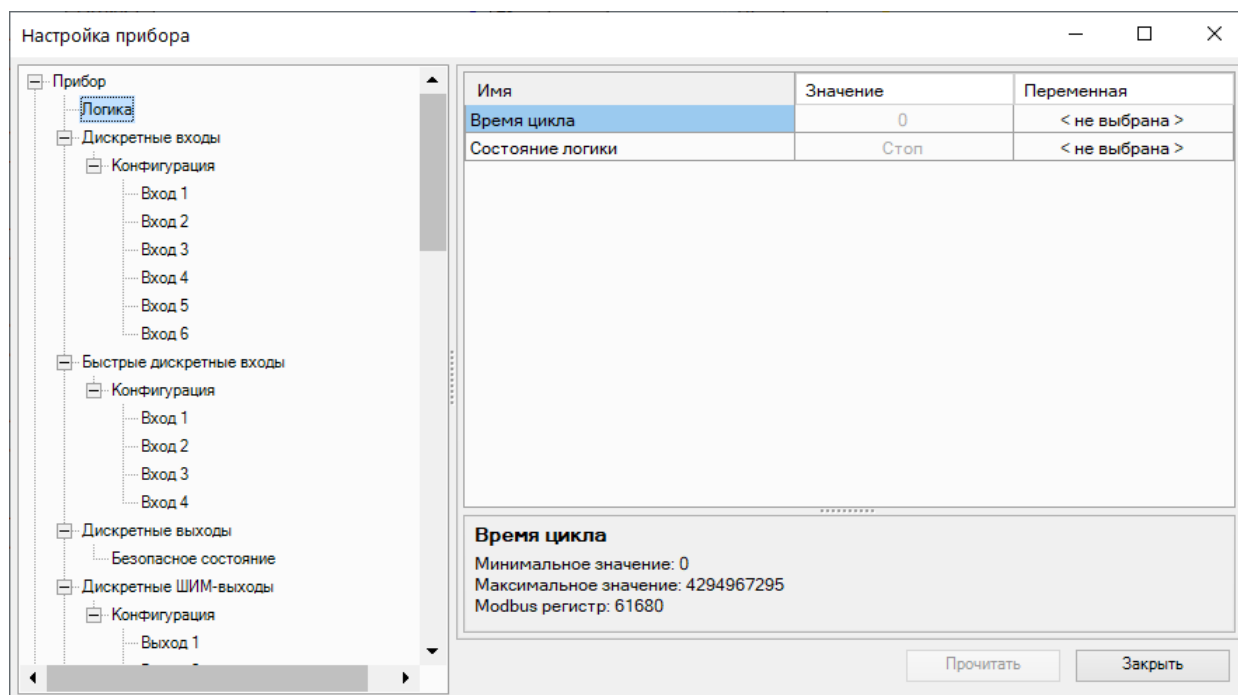 Настройка прибора
Прибор
Логика
Дискретные входы
Конфигурация
Вход 1
Вход 2
Вход 3
Вход 4
Вход 5
Вход 6
Быстрые дискретные входы
Конфигурация
Вход 1
Вход 2
Вход 3
Вход 4
Дискретные выходы
Безопасное состояние
Дискретные ШИМ-выходы
Конфигурация
Выход 1
Имя Значение Переменная
Время цикла 0 < не выбрана >
Состояние логики Стоп < не выбрана >
Время цикла
Минимальное значение: 0
Максимальное значение: 4294967295
Modbus регистр: 61680
Прочитать Закрыть